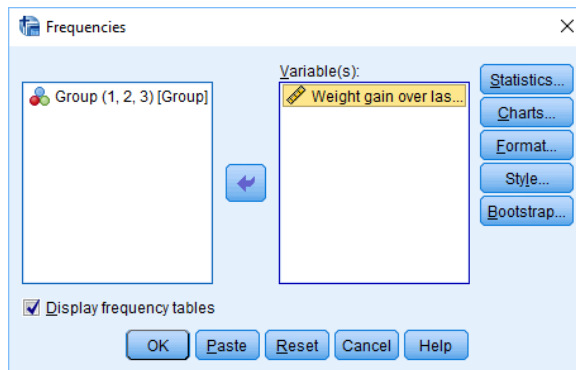 Frequencies
Variable(s):
Group (1, 2, 3) [Group]
Weight gain over las...
Statistics...
Charts...
Format...
Style...
Bootstrap...
Display frequency tables
OK
Paste
Reset
Cancel
Help